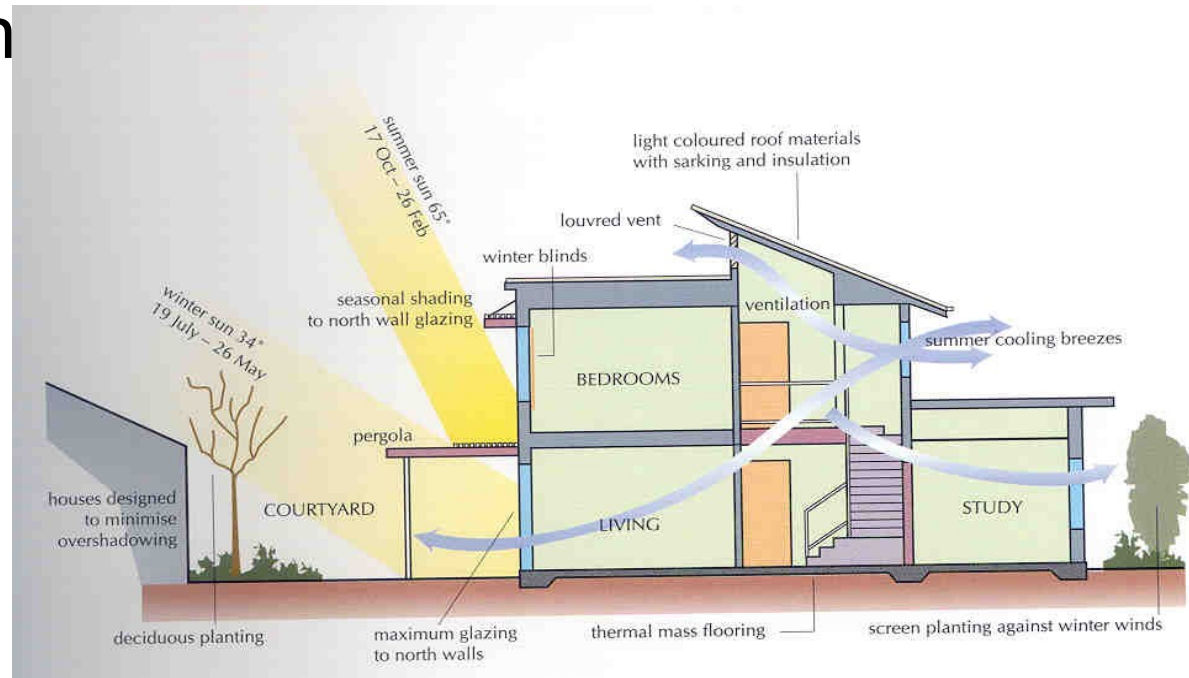 n
summer sun 65°
17 Oct – 26 Feb
light coloured roof materials
with sarking and insulation
louvred vent
winter blinds
seasonal shading
to north wall glazing
winter sun 34°
19 July – 26 May
ventilation
summer cooling breezes
BEDROOMS
pergola
houses designed
to minimise
overshadowing
COURTYARD
LIVING
STUDY
deciduous planting
maximum glazing
to north walls
thermal mass flooring
screen planting against winter winds